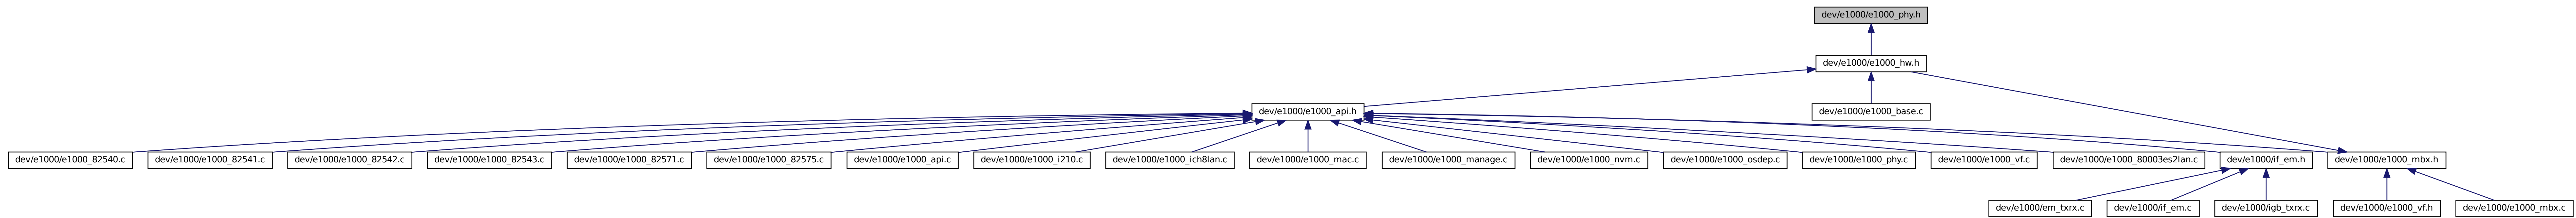 dev/e1000/e1000_phy.h
dev/e1000/e1000_hw.h
dev/e1000/e1000_api.h
dev/e1000/e1000_base.c
dev/e1000/e1000_82540.c
dev/e1000/e1000_82541.c
dev/e1000/e1000_82542.c
dev/e1000/e1000_82543.c
dev/e1000/e1000_82571.c
dev/e1000/e1000_82575.c
dev/e1000/e1000_api.c
dev/e1000/e1000_i210.c
dev/e1000/e1000_ich8lan.c
dev/e1000/e1000_mac.c
dev/e1000/e1000_manage.c
dev/e1000/e1000_nvm.c
dev/e1000/e1000_osdep.c
dev/e1000/e1000_phy.c
dev/e1000/e1000_vf.c
dev/e1000/e1000_80003es2lan.c
dev/e1000/if_em.h
dev/e1000/e1000_mbx.h
dev/e1000/em_txrx.c
dev/e1000/if_em.c
dev/e1000/igb_txrx.c
dev/e1000/e1000_vf.h
dev/e1000/e1000_mbx.c